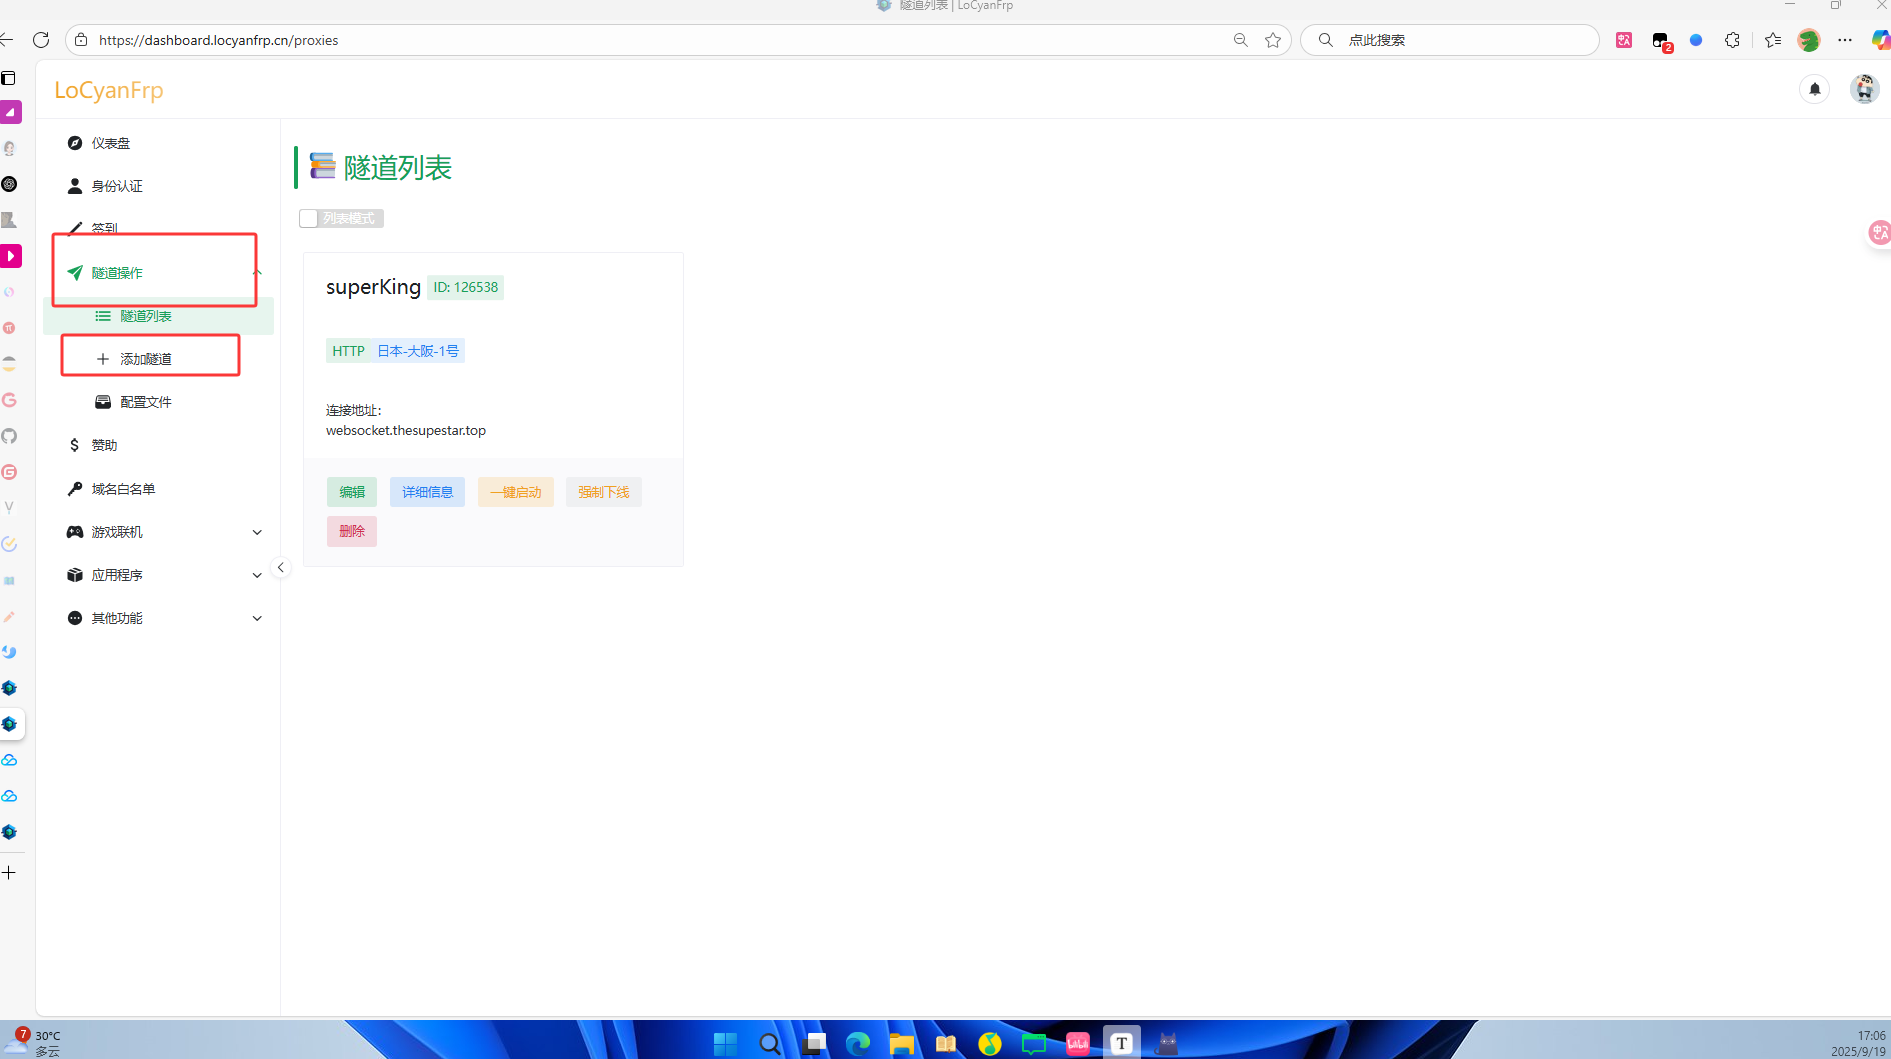 隧道列表 | LoCyanFrp
https://dashboard.locyanfrp.cn/proxies
点此搜索
2
LoCyanFrp
仪表盘
身份认证
签到
隧道操作
隧道列表
添加隧道
配置文件
赞助
域名白名单
游戏联机
应用程序
其他功能
隧道列表
列表模式
superKing ID: 126538
HTTP 日本-大阪-1号
连接地址:
websocket.thesupestar.top
编辑 详细信息 一键启动 强制下线
删除
7
30°C
多云
T
17:06
2025/9/19